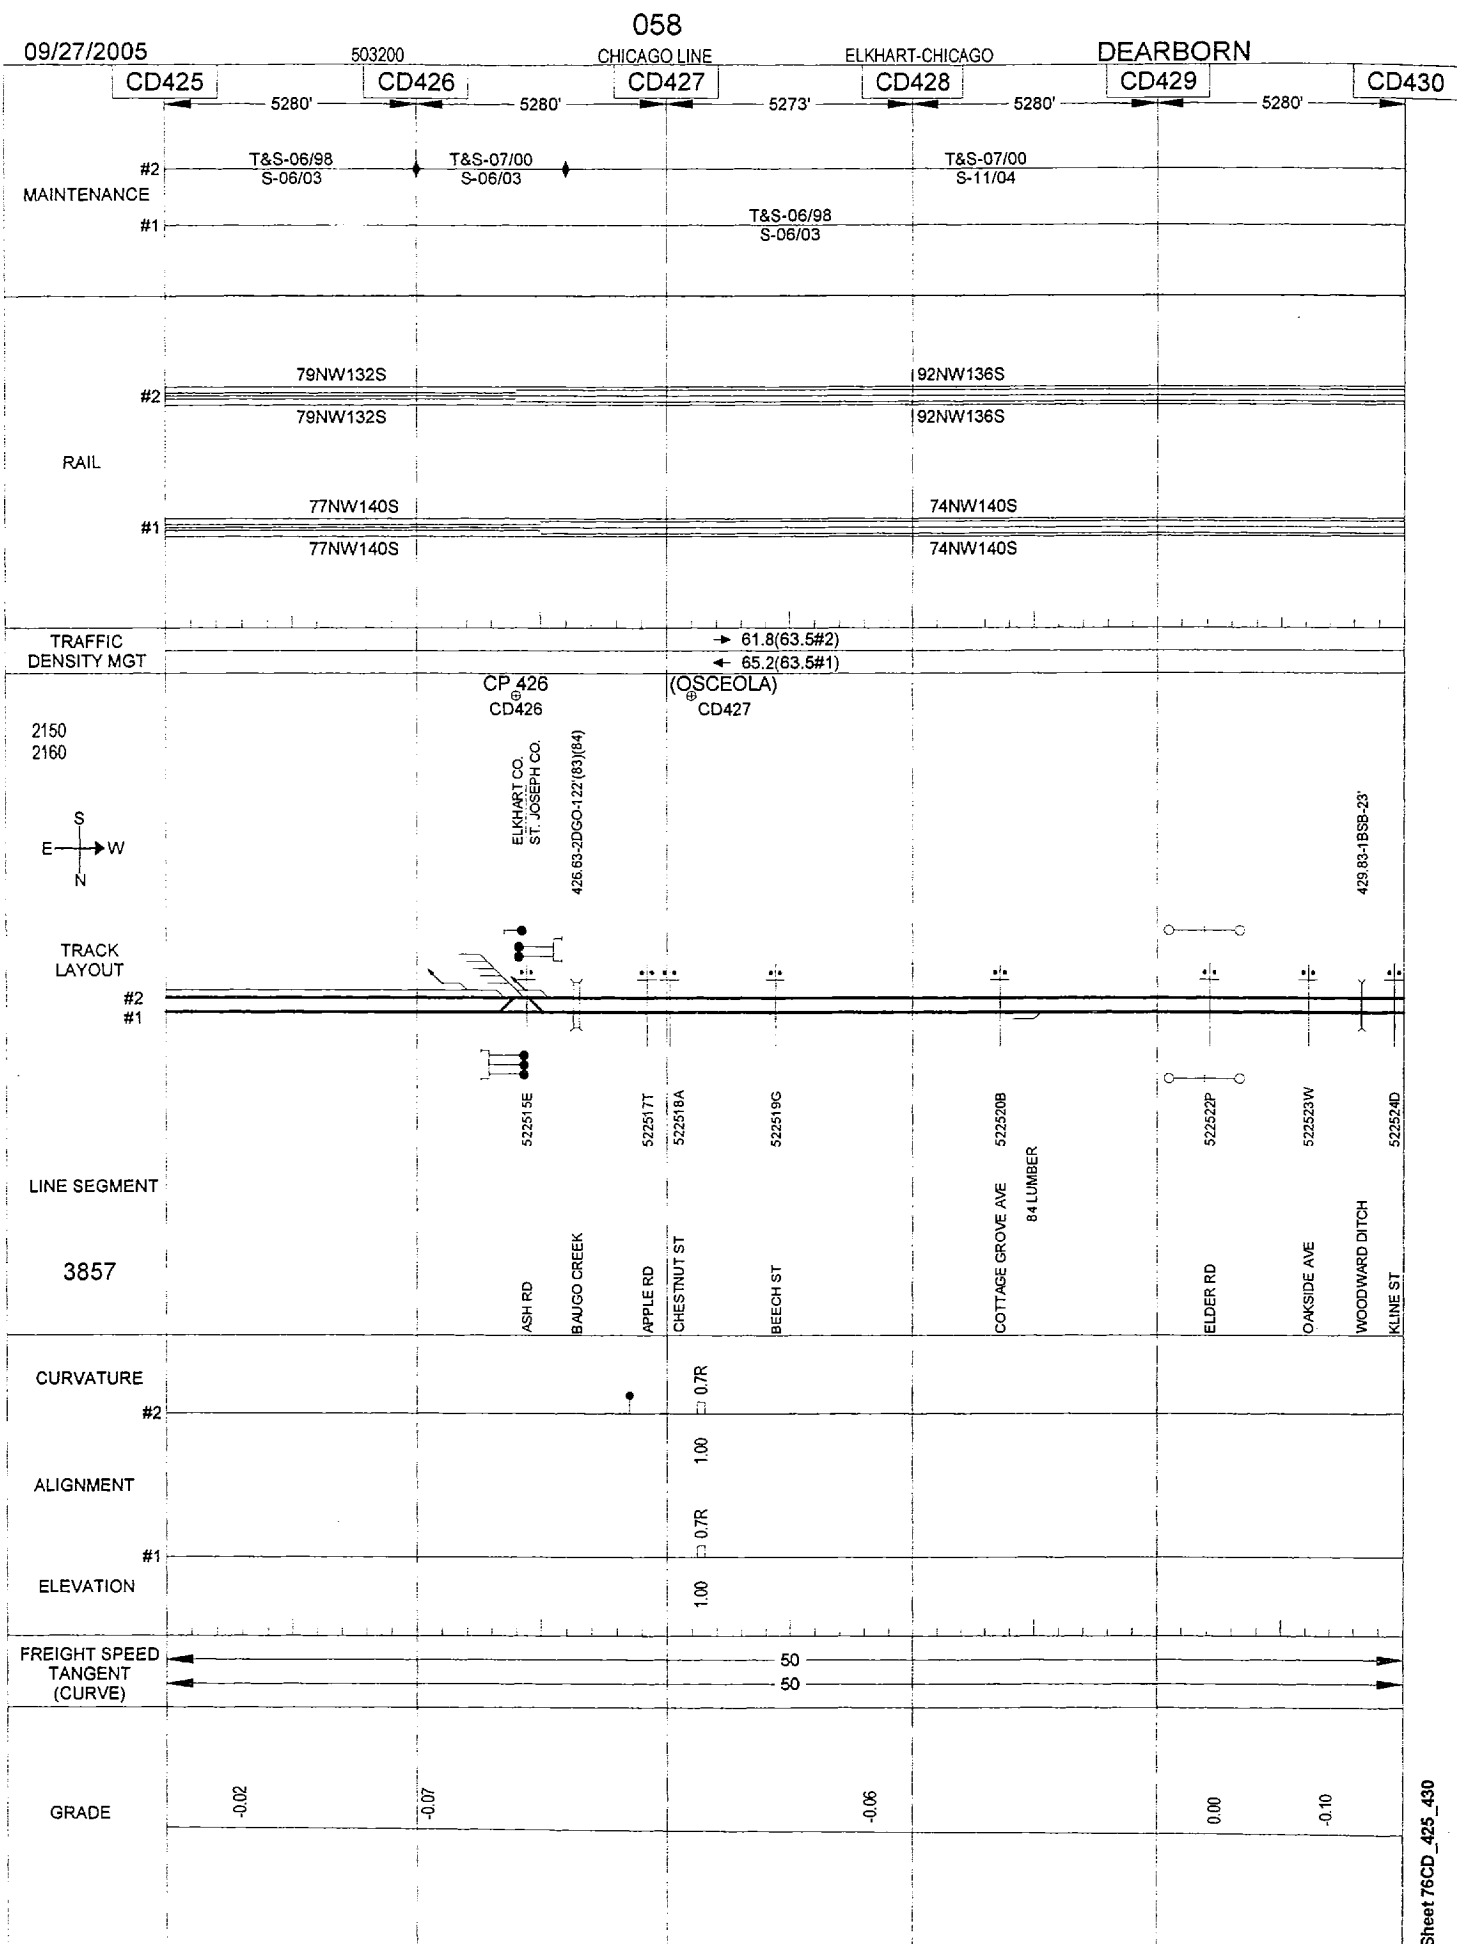 058
09/27/2005 503200 CHICAGO LINE ELKHART-CHICAGO DEARBORN
CD425 CD426 CD427 CD428 CD429 CD430
5280' 5280' 5273' 5280' 5280'
#2 T&S-06/98 T&S-07/00 T&S-07/00
S-06/03 S-06/03 S-11/04
MAINTENANCE
#1 T&S-06/98
S-06/03
79NW132S 92NW136S
#2
79NW132S 92NW136S
RAIL
77NW140S 74NW140S
#1
77NW140S 74NW140S
TRAFFIC
DENSITY MGT
61.8(63.5#2)
65.2(63.5#1)
CP 426 (OSCEOLA)
CD426 CD427
2150
2160
ELKHART CO.
ST. JOSEPH CO.
426.63-2DGO-122'(83)(84)
429.83-1BSB-23'
S
E W
N
TRACK
LAYOUT
#2
#1
522515E
522517T
522518A
522519G
522520B
522522P
522523W
522524D
LINE SEGMENT
3857
ASH RD
BAUGO CREEK
APPLE RD
CHESTNUT ST
BEECH ST
COTTAGE GROVE AVE
84 LUMBER
ELDER RD
OAKSIDE AVE
WOODWARD DITCH
KLINE ST
CURVATURE
#2
0.7R
1.00
ALIGNMENT
#1
0.7R
1.00
ELEVATION
FREIGHT SPEED
TANGENT
(CURVE)
50
50
GRADE
-0.02
-0.07
-0.06
0.00
-0.10
Sheet 76CD_425_430